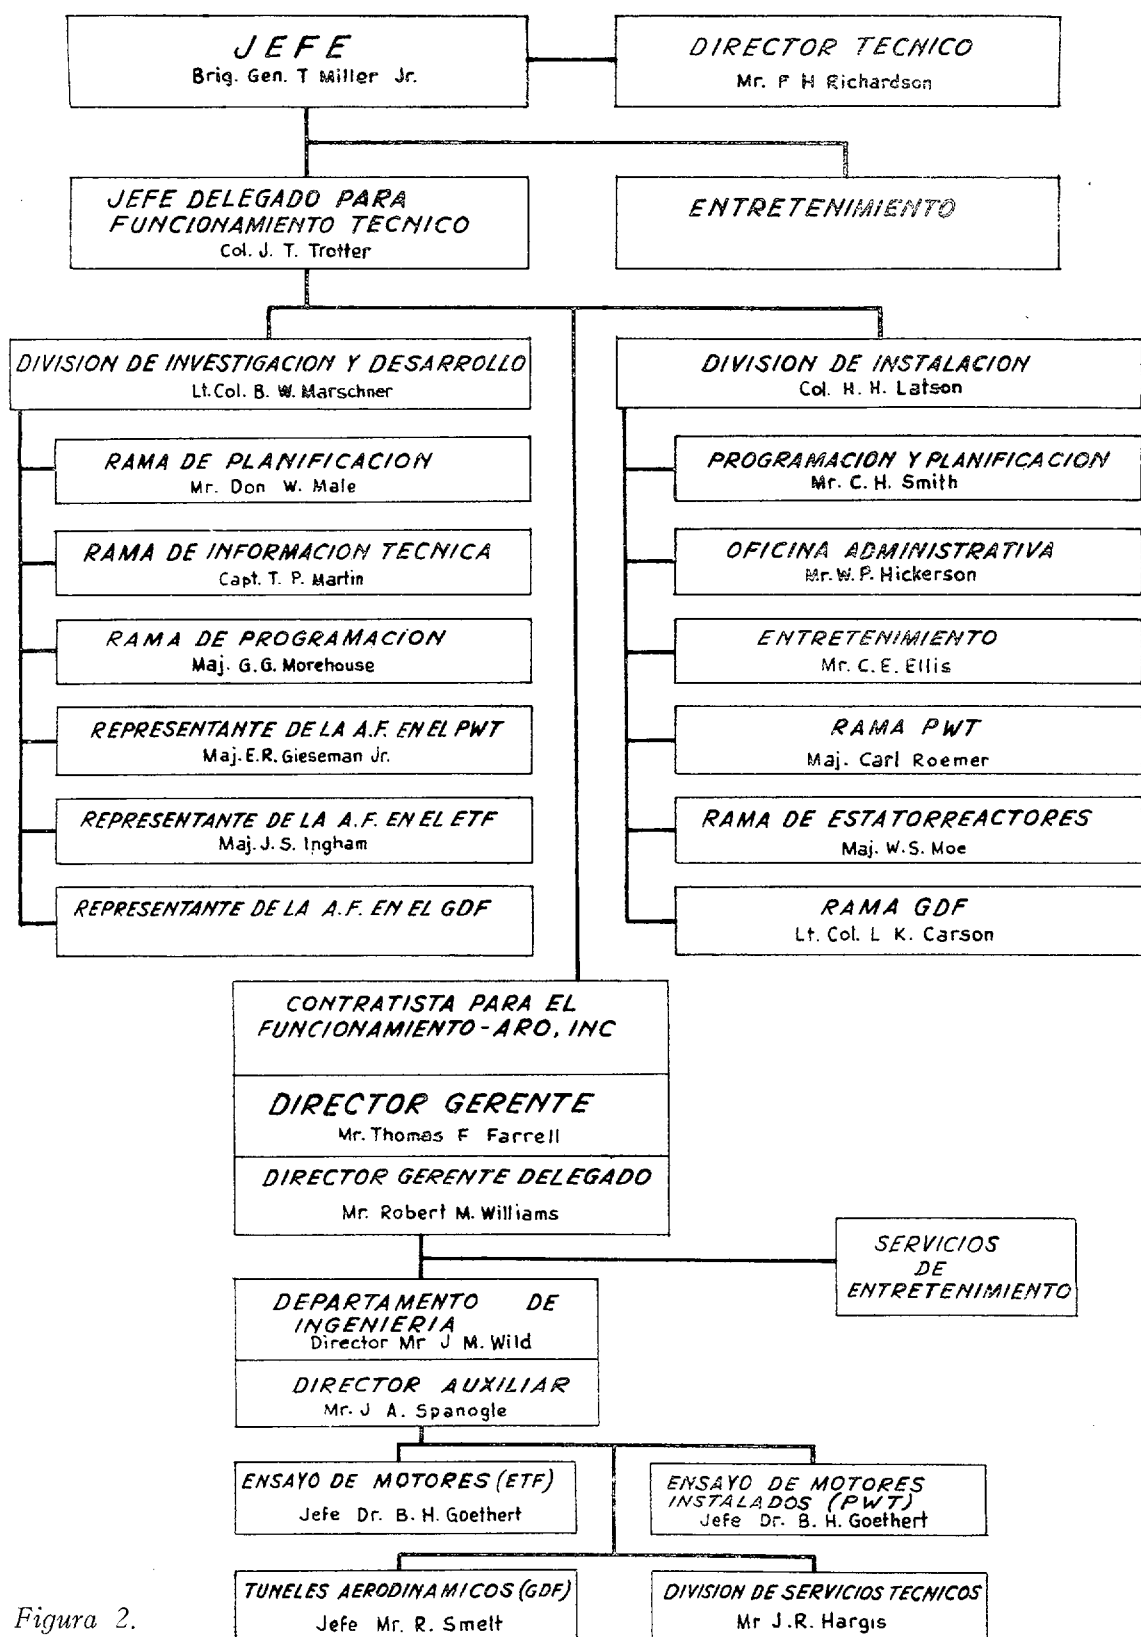 JEFE
Brig. Gen. T Miller Jr.
DIRECTOR TECNICO
Mr. F H Richardson
JEFE DELEGADO PARA
FUNCIONAMIENTO TECNICO
Col. J. T. Trotter
ENTRETENIMIENTO
DIVISION DE INVESTIGACION Y DESARROLLO
Lt. Col. B. W. Marschner
RAMA DE PLANIFICACION
Mr. Don W. Male
RAMA DE INFORMACION TECNICA
Capt. T. P. Martin
RAMA DE PROGRAMACION
Maj. G. G. Morehouse
REPRESENTANTE DE LA A.F. EN EL PWT
Maj. E.R. Gieseman Jr.
REPRESENTANTE DE LA A.F. EN EL ETF
Maj. J. S. Ingham
REPRESENTANTE DE LA A.F. EN EL GDF
DIVISION DE INSTALACION
Col. H. H. Latson
PROGRAMACION Y PLANIFICACION
Mr. C. H. Smith
OFICINA ADMINISTRATIVA
Mr. W. P. Hickerson
ENTRETENIMIENTO
Mr. C. E. Ellis
RAMA PWT
Maj. Carl Roemer
RAMA DE ESTATORREACTORES
Maj. W. S. Moe
RAMA GDF
Lt. Col. L K. Carson
CONTRATISTA PARA EL
FUNCIONAMIENTO-ARO, INC
DIRECTOR GERENTE
Mr. Thomas F Farrell
DIRECTOR GERENTE DELEGADO
Mr. Robert M. Williams
SERVICIOS
DE
ENTRETENIMIENTO
DEPARTAMENTO DE
INGENIERIA
Director Mr J M. Wild
DIRECTOR AUXILIAR
Mr. J A. Spanogle
ENSAYO DE MOTORES (ETF)
Jefe Dr. B. H. Goethert
ENSAYO DE MOTORES
INSTALADOS (PWT)
Jefe Dr. B. H. Goethert
TUNELES AERODINAMICOS (GDF)
Jefe Mr. R. Smelt
DIVISION DE SERVICIOS TECNICOS
Mr J.R. Hargis
Figura 2.